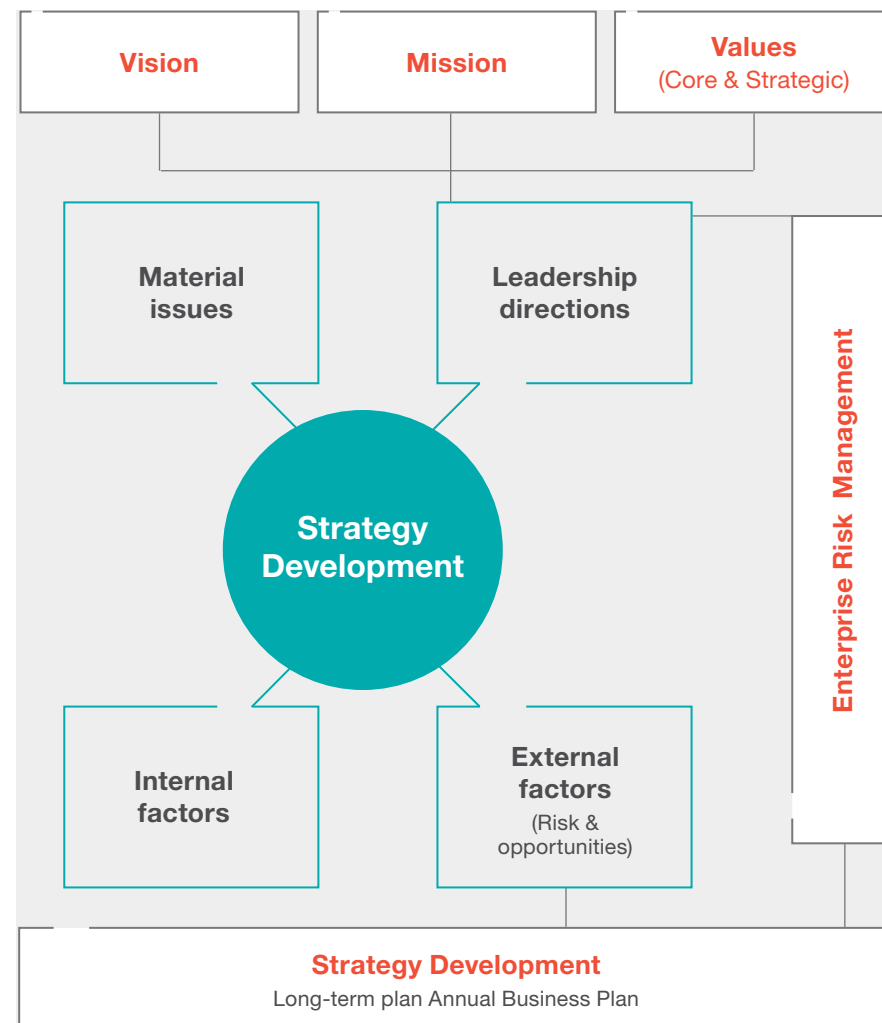 Vision
Mission
Values
(Core & Strategic)
Material
issues
Leadership
directions
Enterprise Risk Management
Strategy
Development
Internal
factors
External
factors
(Risk &
opportunities)
Strategy Development
Long-term plan Annual Business Plan